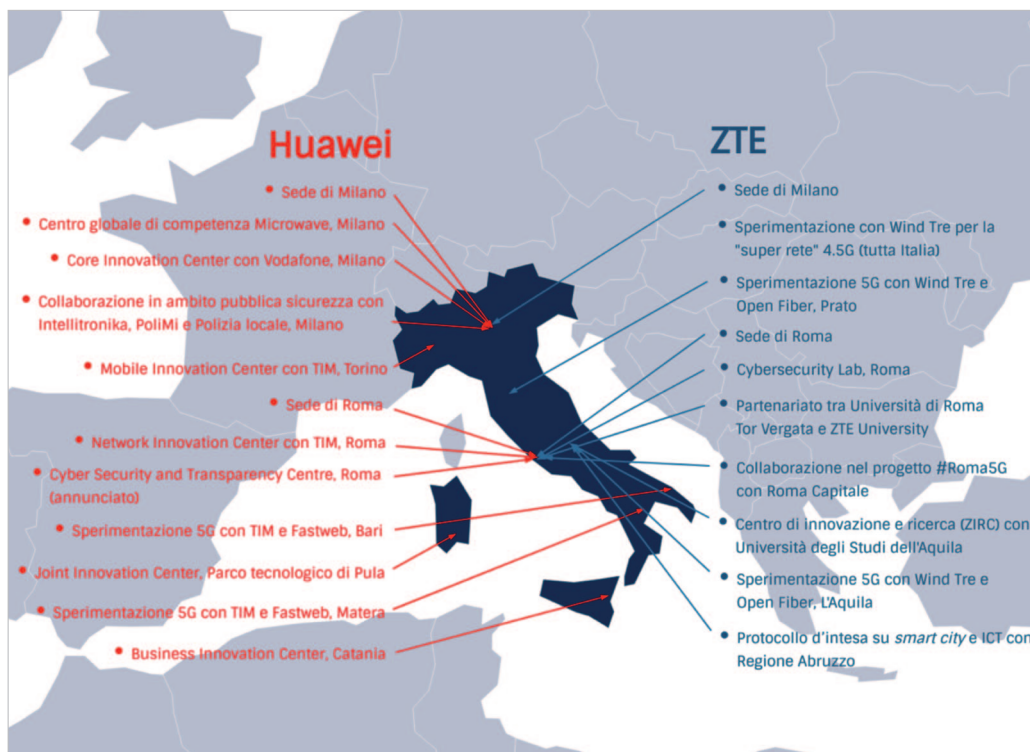 Huawei
Sede di Milano
Centro globale di competenza Microwave, Milano
Core Innovation Center con Vodafone, Milano
Collaborazione in ambito pubblica sicurezza con
Intellitronika, PoliMi e Polizia locale, Milano
Mobile Innovation Center con TIM, Torino
Sede di Roma
Network Innovation Center con TIM, Roma
Cyber Security and Transparency Centre, Roma
(annunciato)
Sperimentazione 5G con TIM e Fastweb, Bari
Joint Innovation Center, Parco tecnologico di Pula
Sperimentazione 5G con TIM e Fastweb, Matera
Business Innovation Center, Catania
ZTE
Sede di Milano
Sperimentazione con Wind Tre per la
"super rete" 4.5G (tutta Italia)
Sperimentazione 5G con Wind Tre e
Open Fiber, Prato
Sede di Roma
Cybersecurity Lab, Roma
Partenariato tra Università di Roma
Tor Vergata e ZTE University
Collaborazione nel progetto #Roma5G
con Roma Capitale
Centro di innovazione e ricerca (ZIRC) con
Università degli Studi dell'Aquila
Sperimentazione 5G con Wind Tre e
Open Fiber, L'Aquila
Protocollo d'intesa su smart city e ICT con
Regione Abruzzo